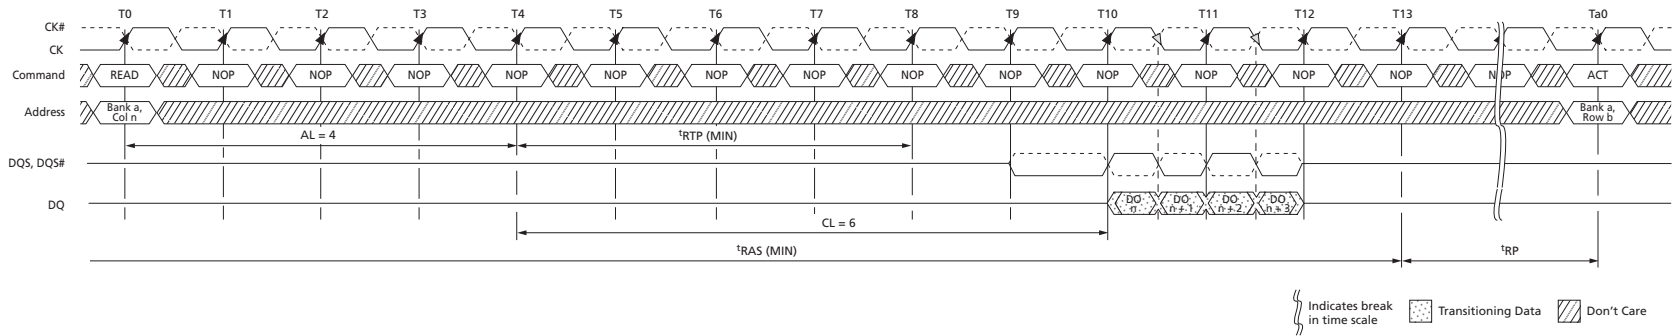 T0 T1 T2 T3 T4 T5 T6 T7 T8 T9 T10 T11 T12 T13 Ta0
CK#
CK
Command READ NOP NOP NOP NOP NOP NOP NOP NOP NOP NOP NOP NOP NOP NOP ACT
Address Bank a, Col n Bank a, Row b
AL = 4 tRTP (MIN)
DQS, DQS#
DQ DO n DO n + 1 DO n + 2 DO n + 3
CL = 6
tRAS (MIN) tRP
Indicates break in time scale Transitioning Data Don't Care